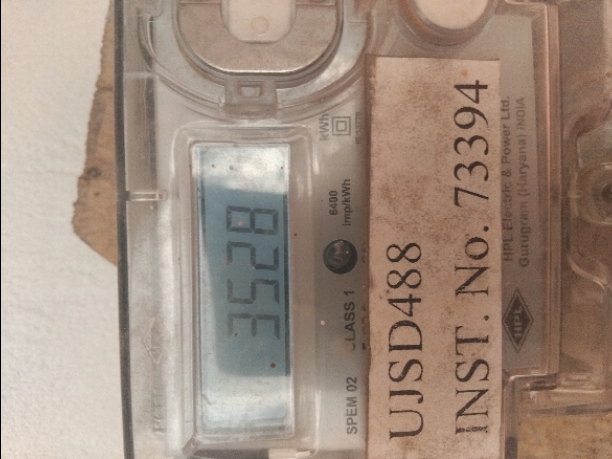 kWh
3528
6400
imp/kWh
SPEM 02
CLASS 1
UJSD488
INST. No. 73394
HPL Electric & Power Ltd.
Gurugram (Haryana) INDIA
HPL